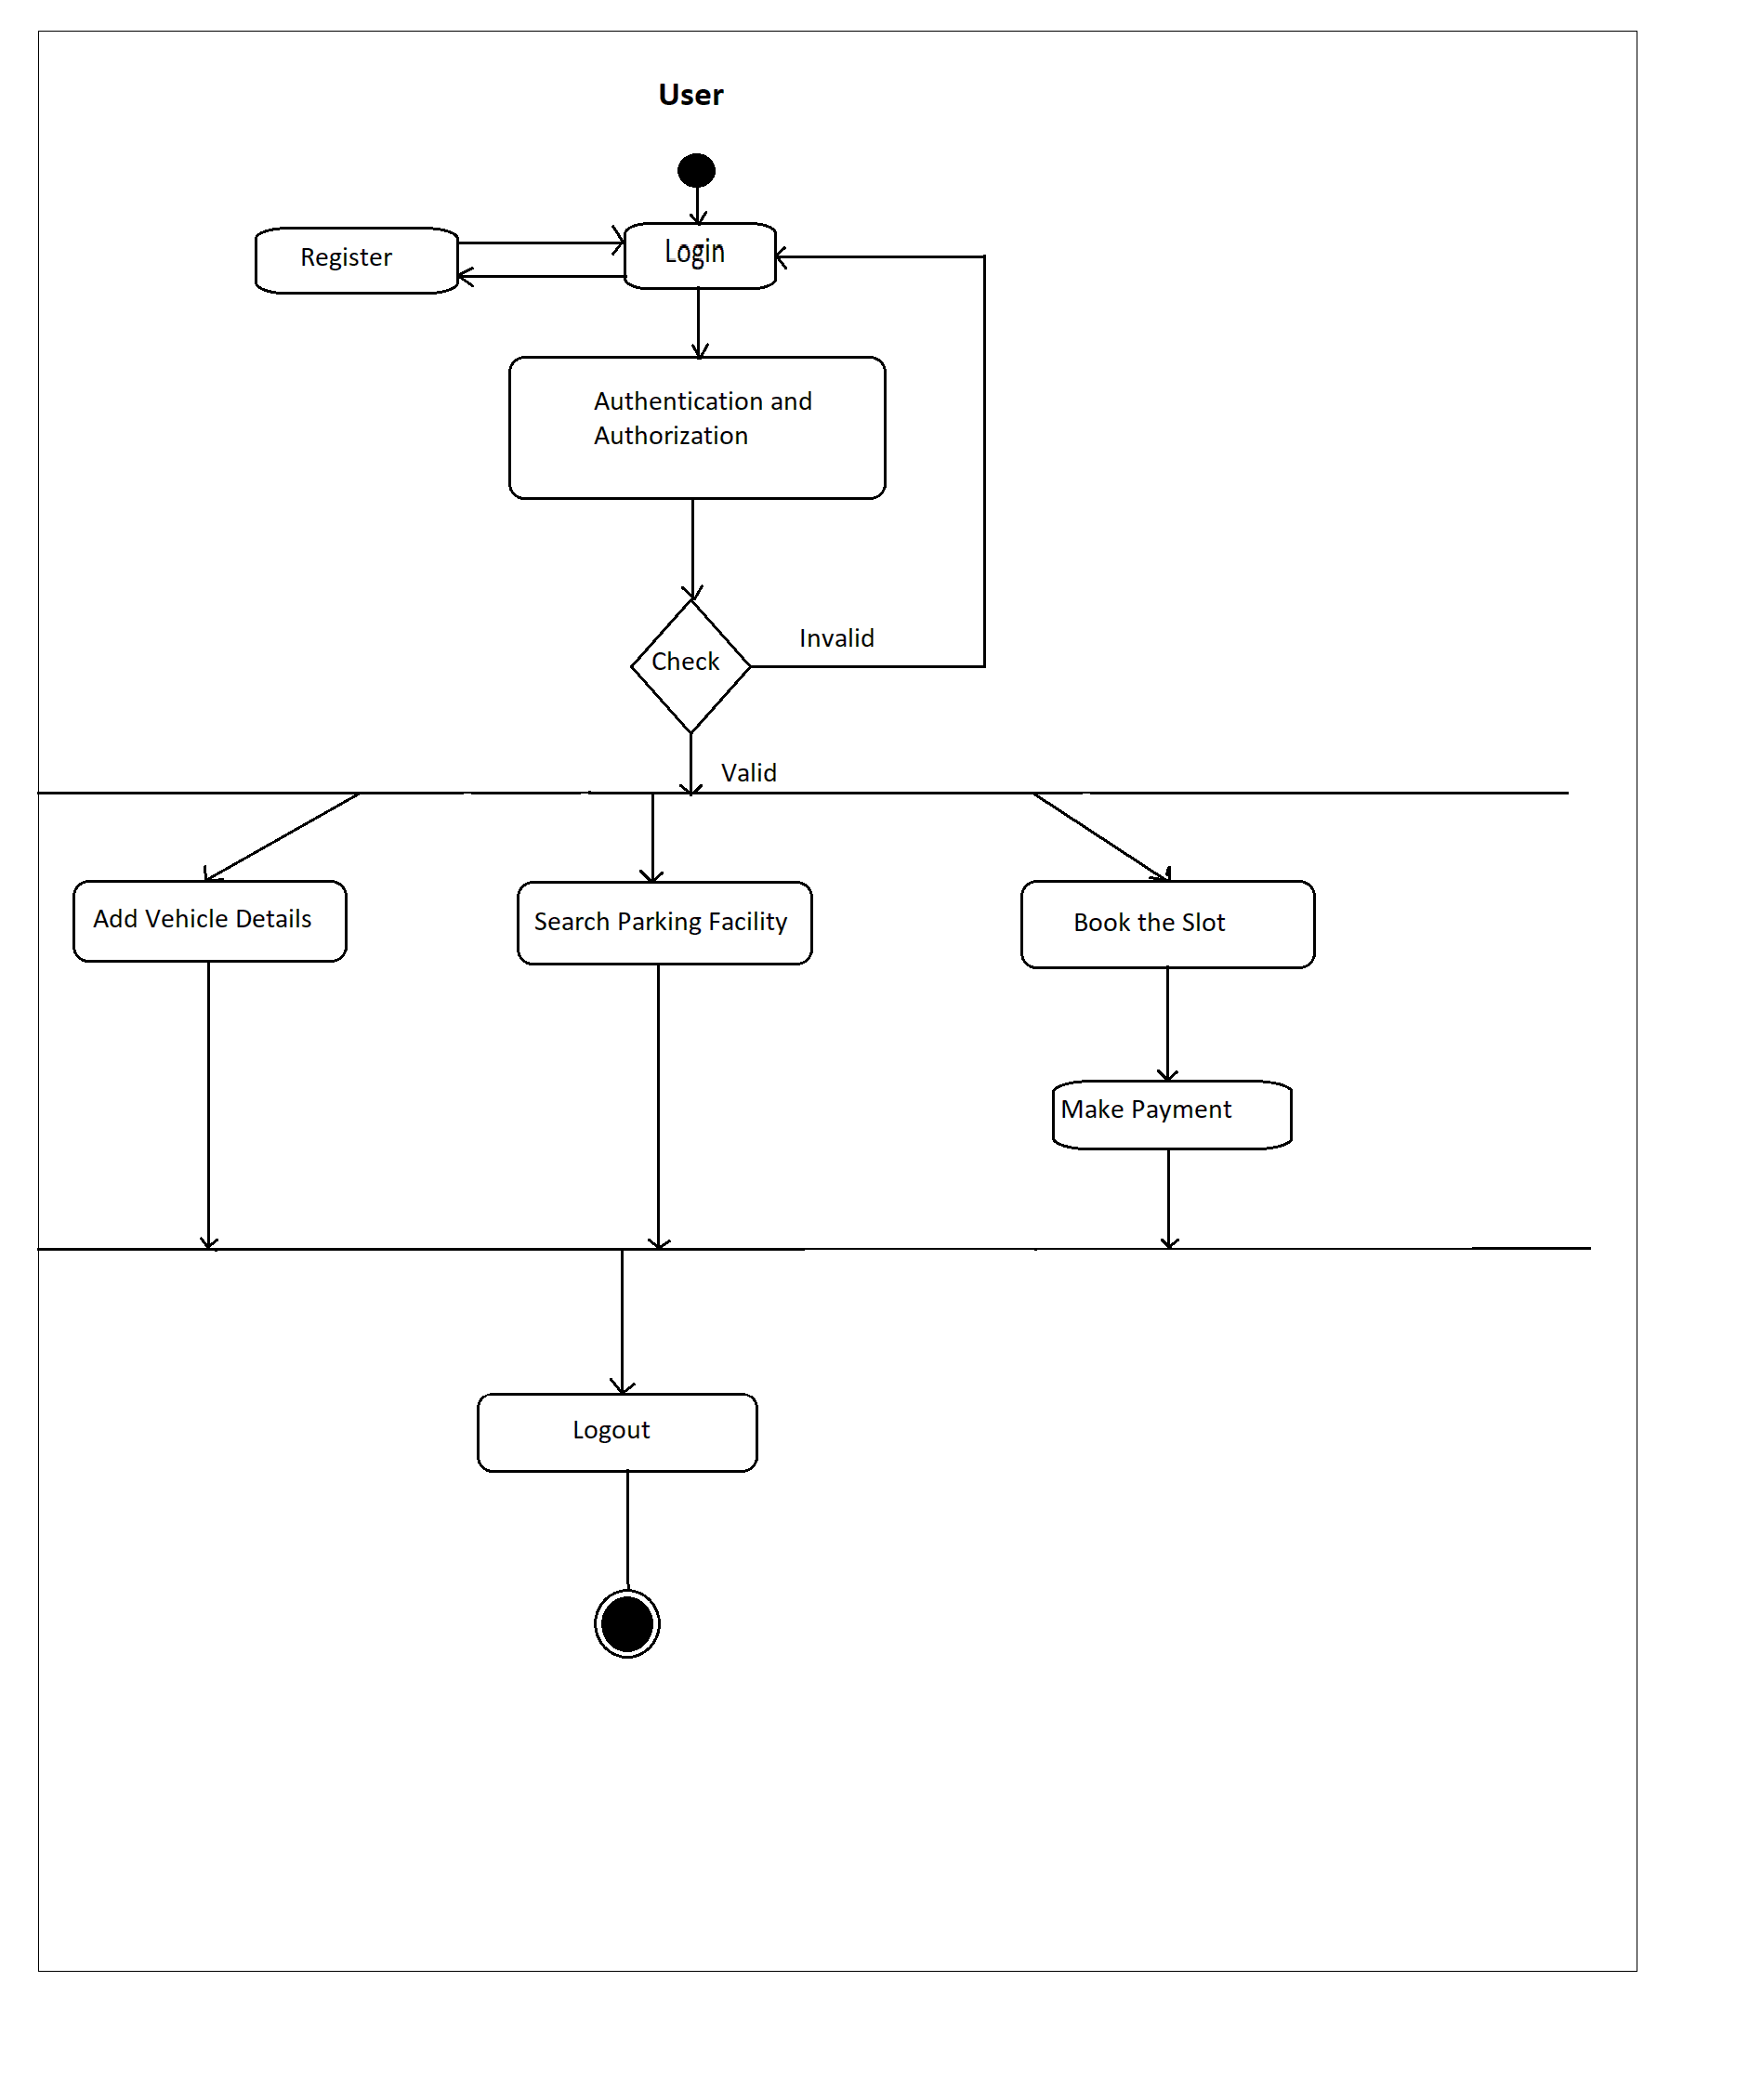 User
Register
Login
Authentication and
Authorization
Check
Invalid
Valid
Add Vehicle Details
Search Parking Facility
Book the Slot
Make Payment
Logout